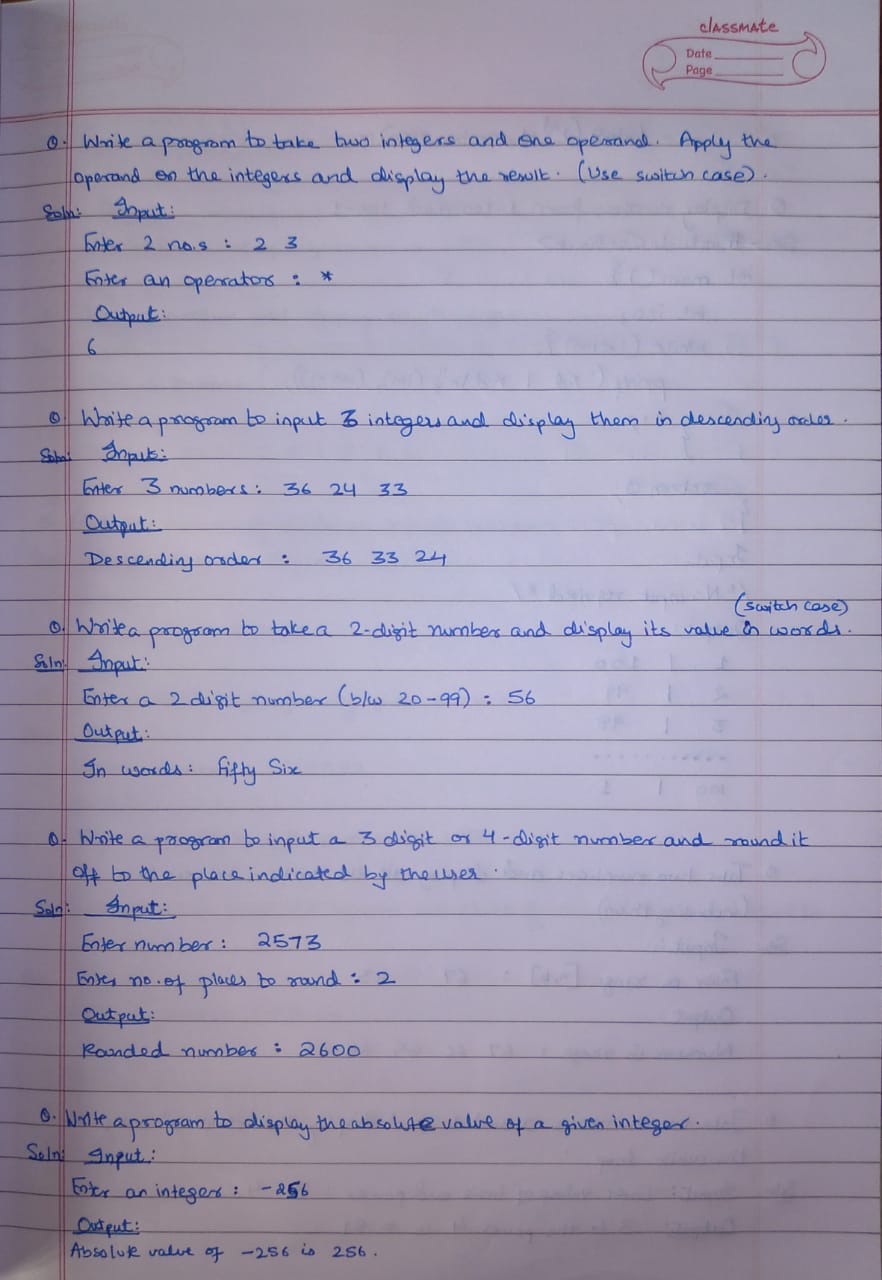 classmate
Date
Page
Q. Write a program to take two integers and one operand. Apply the
operand on the integers and display the result. (Use switch case).
Soln: Input:
Enter 2 no.s : 2 3
Enter an operator : *
Output:
6
Q. Write a program to input 3 integers and display them in descending order.
Soln: Input:
Enter 3 numbers: 36 24 33
Output:
Descending order : 36 33 24
(switch case)
Q. Write a program to take a 2-digit number and display its value in words.
Soln: Input:
Enter a 2 digit number (b/w 20-99) : 56
Output:
In words: Fifty Six
Q. Write a program to input a 3 digit or 4-digit number and round it
off to the place indicated by the user.
Soln: Input:
Enter number : 2573
Enter no. of places to round : 2
Output:
Rounded number : 2600
Q. Write a program to display the absolute value of a given integer.
Soln: Input:
Enter an integer : -256
Output:
Absolute value of -256 is 256.